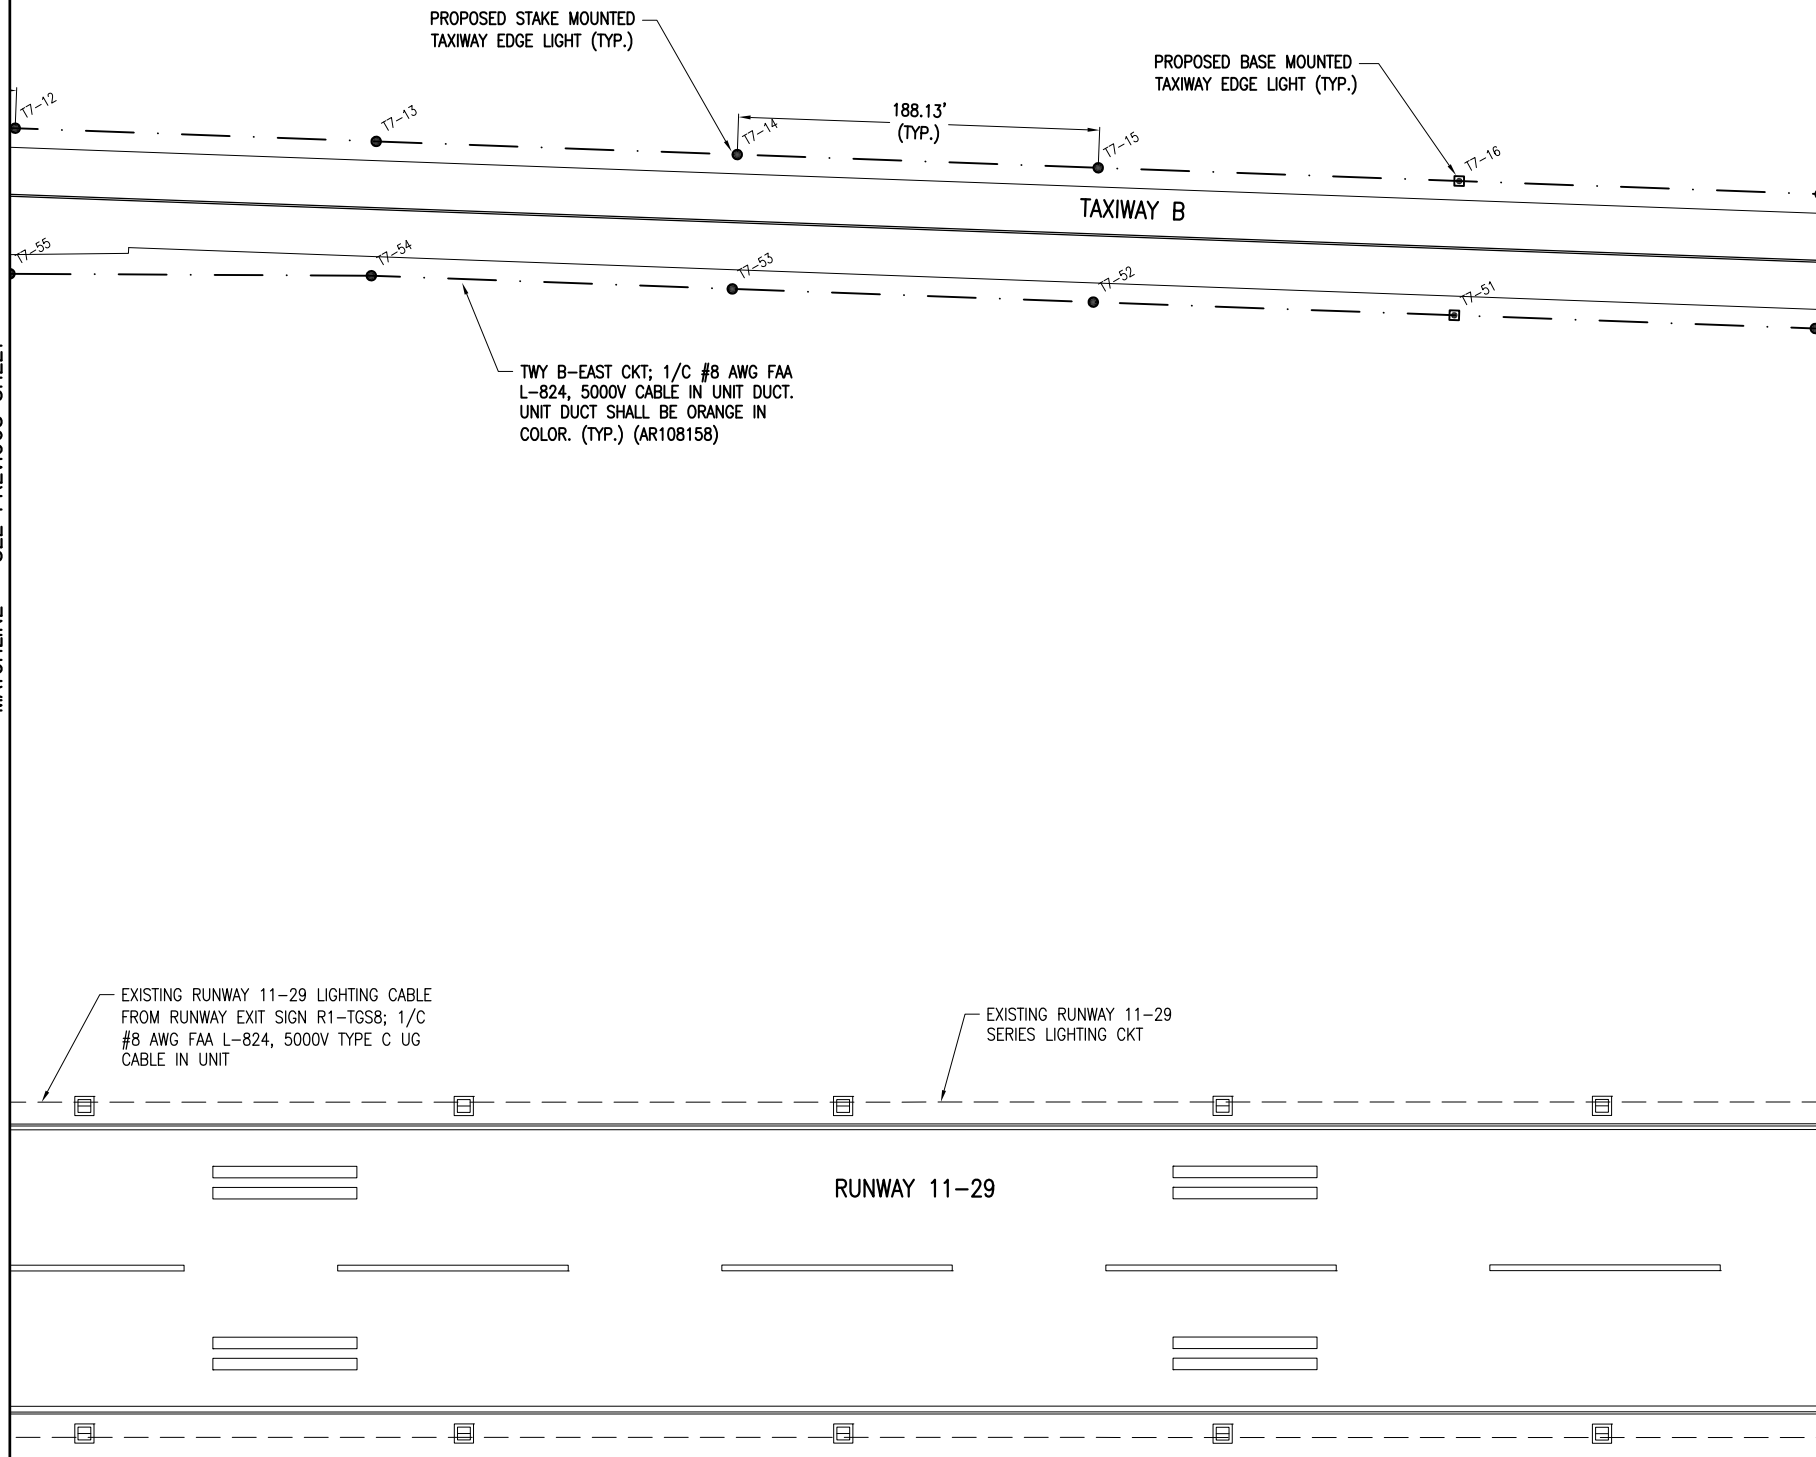 PROPOSED STAKE MOUNTED
TAXIWAY EDGE LIGHT (TYP.)
PROPOSED BASE MOUNTED
TAXIWAY EDGE LIGHT (TYP.)
188.13'
(TYP.)
T7-12
T7-13
T7-14
T7-15
T7-16
TAXIWAY B
T7-55
T7-54
T7-53
T7-52
T7-51
TWY B-EAST CKT; 1/C #8 AWG FAA
L-824, 5000V CABLE IN UNIT DUCT.
UNIT DUCT SHALL BE ORANGE IN
COLOR. (TYP.) (AR108158)
EXISTING RUNWAY 11-29 LIGHTING CABLE
FROM RUNWAY EXIT SIGN R1-TGS8; 1/C
#8 AWG FAA L-824, 5000V TYPE C UG
CABLE IN UNIT
EXISTING RUNWAY 11-29
SERIES LIGHTING CKT
RUNWAY 11-29